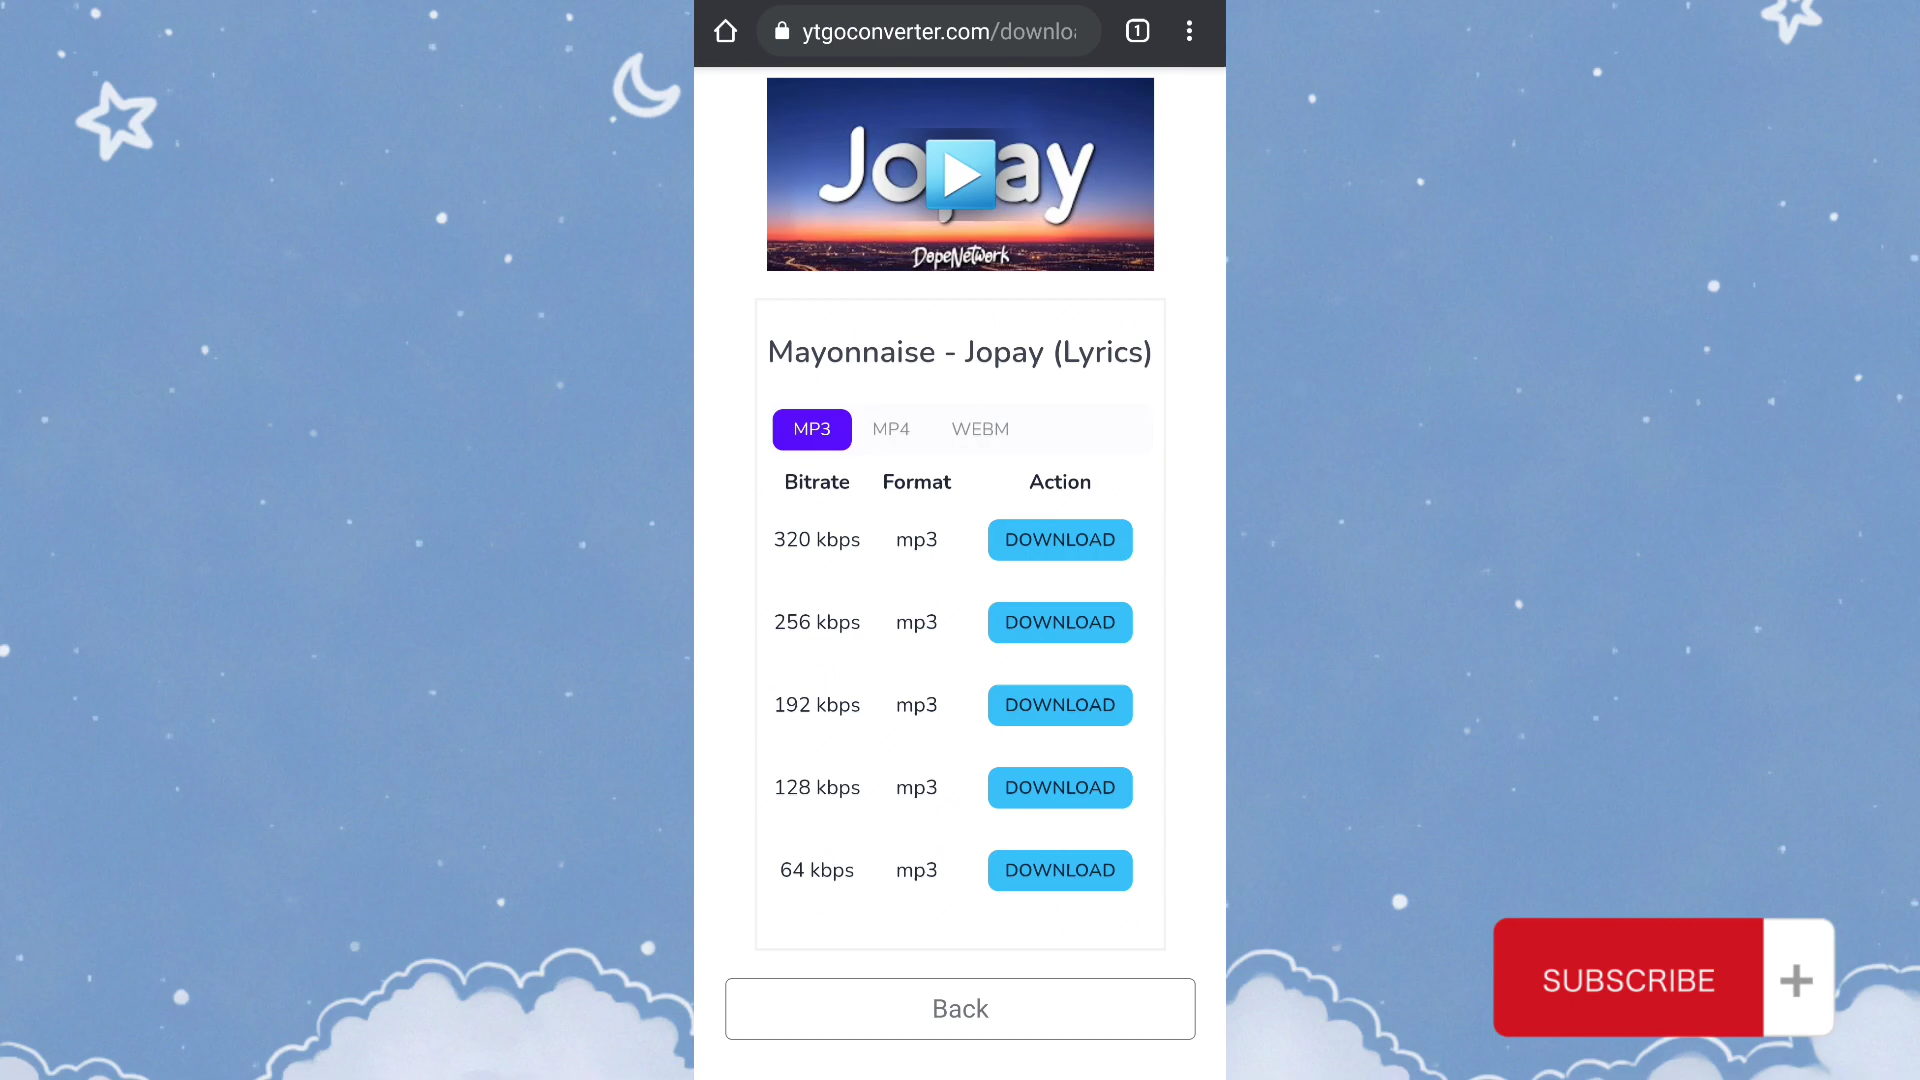 ytgoconverter.com/downloa
1
Jopay
DopeNetwork
Mayonnaise - Jopay (Lyrics)
MP3 MP4 WEBM
Bitrate Format Action
320 kbps mp3 DOWNLOAD
256 kbps mp3 DOWNLOAD
192 kbps mp3 DOWNLOAD
128 kbps mp3 DOWNLOAD
64 kbps mp3 DOWNLOAD
SUBSCRIBE +
Back